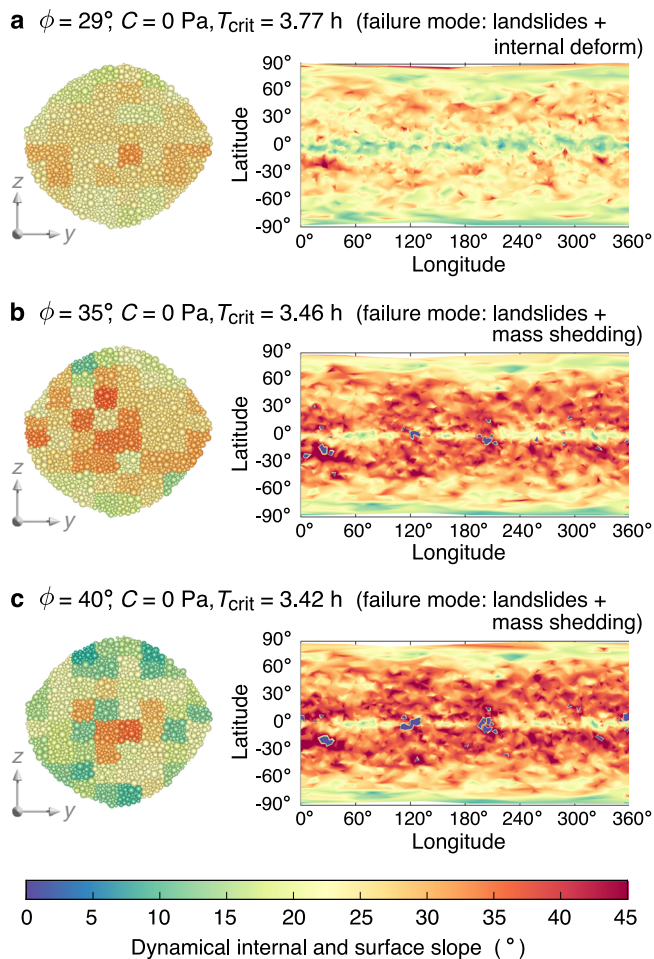 a ϕ = 29°, C = 0 Pa, Tcrit = 3.77 h (failure mode: landslides +
internal deform)
z
y
Latitude
90°
60°
30°
0°
-30°
-60°
-90°
0° 60° 120° 180° 240° 300° 360°
Longitude
b ϕ = 35°, C = 0 Pa, Tcrit = 3.46 h (failure mode: landslides +
mass shedding)
z
y
Latitude
90°
60°
30°
0°
-30°
-60°
-90°
0° 60° 120° 180° 240° 300° 360°
Longitude
c ϕ = 40°, C = 0 Pa, Tcrit = 3.42 h (failure mode: landslides +
mass shedding)
z
y
Latitude
90°
60°
30°
0°
-30°
-60°
-90°
0° 60° 120° 180° 240° 300° 360°
Longitude
0 5 10 15 20 25 30 35 40 45
Dynamical internal and surface slope (°)